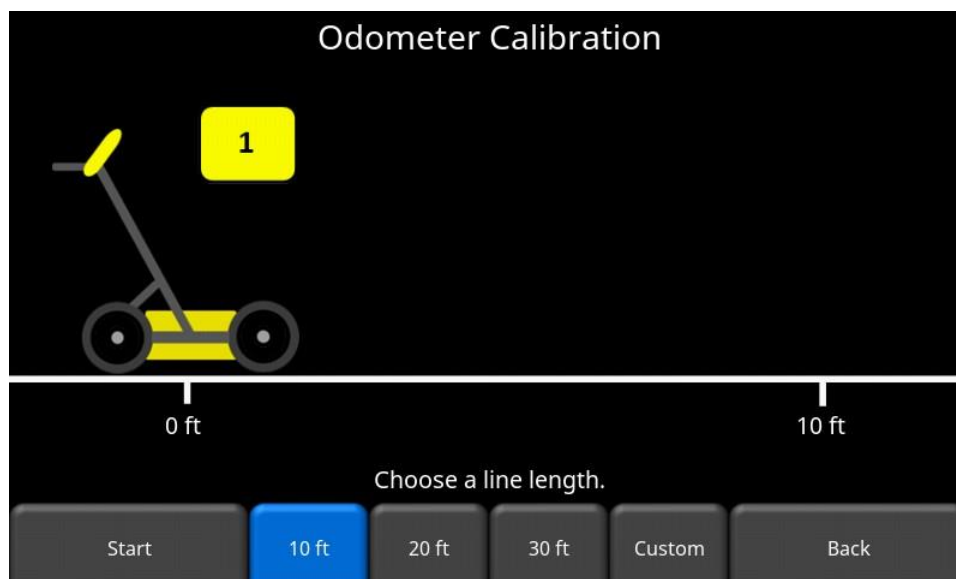 Odometer Calibration
1
0 ft
10 ft
Choose a line length.
Start
10 ft
20 ft
30 ft
Custom
Back